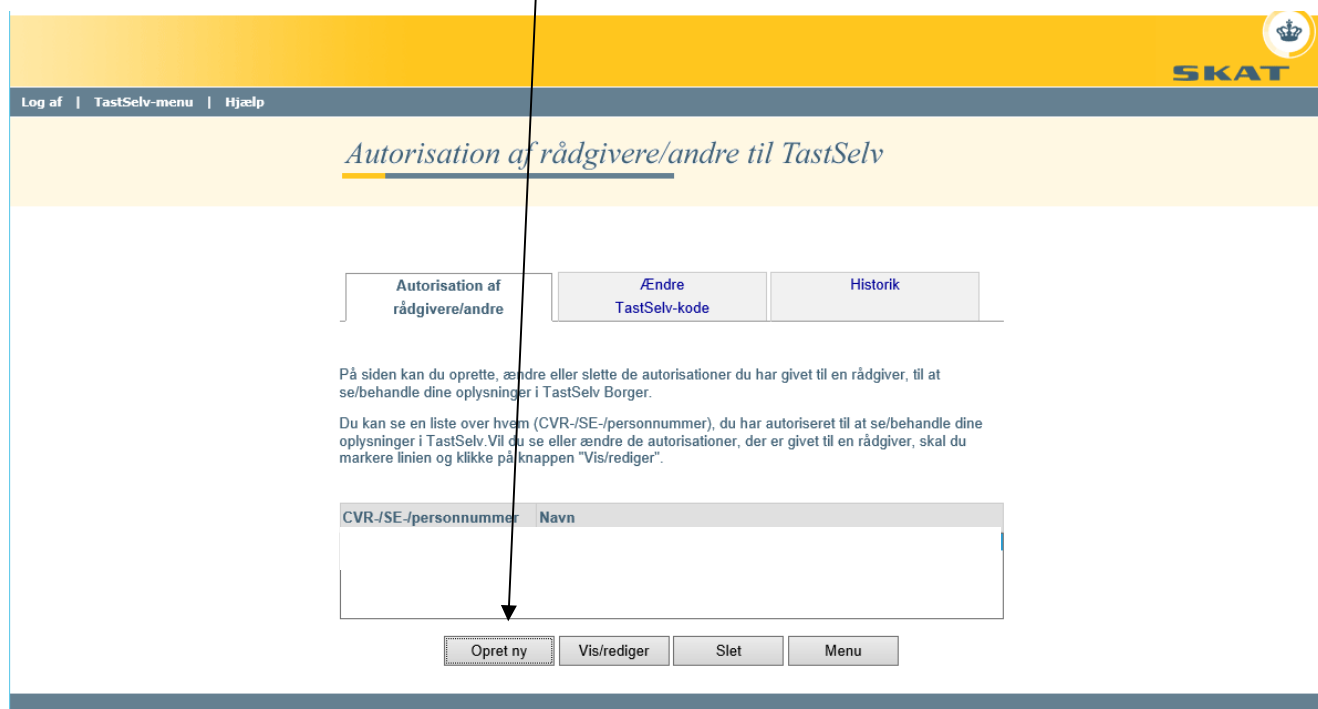 SKAT
Log af | TastSelv-menu | Hjælp
Autorisation af rådgivere/andre til TastSelv
Autorisation af
rådgivere/andre
Ændre
TastSelv-kode
Historik
På siden kan du oprette, ændre eller slette de autorisationer du har givet til en rådgiver, til at
se/behandle dine oplysninger i TastSelv Borger.
Du kan se en liste over hvem (CVR-/SE-/personnummer), du har autoriseret til at se/behandle dine
oplysninger i TastSelv.Vil du se eller ændre de autorisationer, der er givet til en rådgiver, skal du
markere linien og klikke på knappen "Vis/rediger".
CVR-/SE-/personnummer Navn
Opret ny Vis/rediger Slet Menu